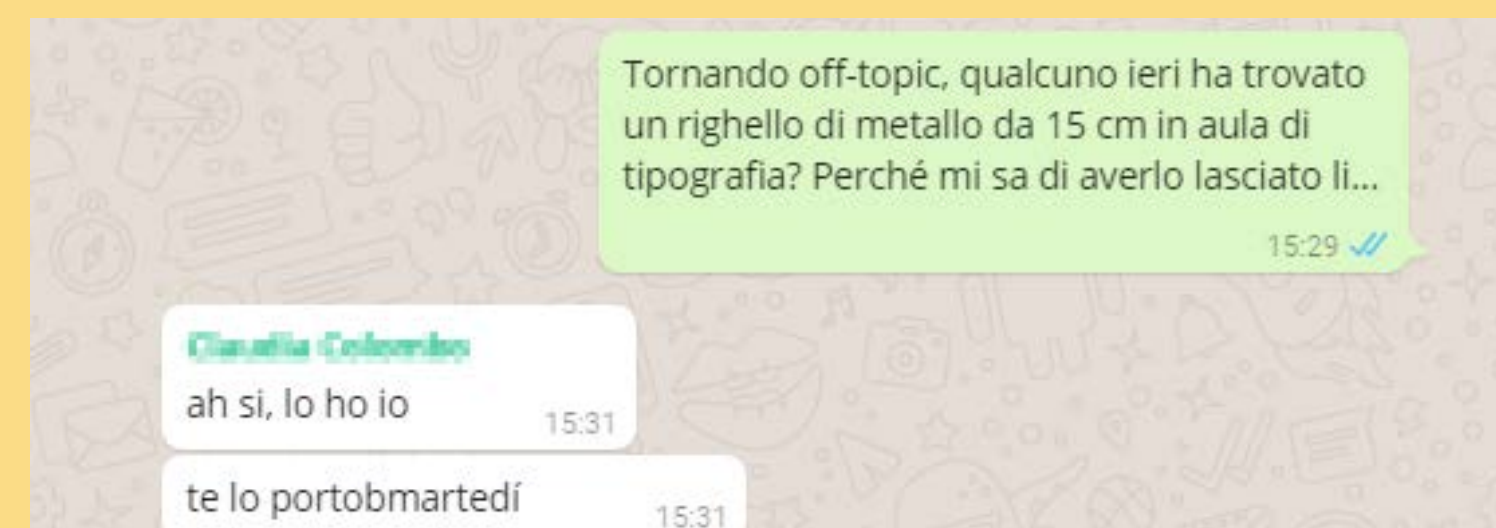 Tornando off-topic, qualcuno ieri ha trovato
un righello di metallo da 15 cm in aula di
tipografia? Perché mi sa di averlo lasciato li...
15:29
ah si, lo ho io
15:31
te lo portobmartedí
15:31